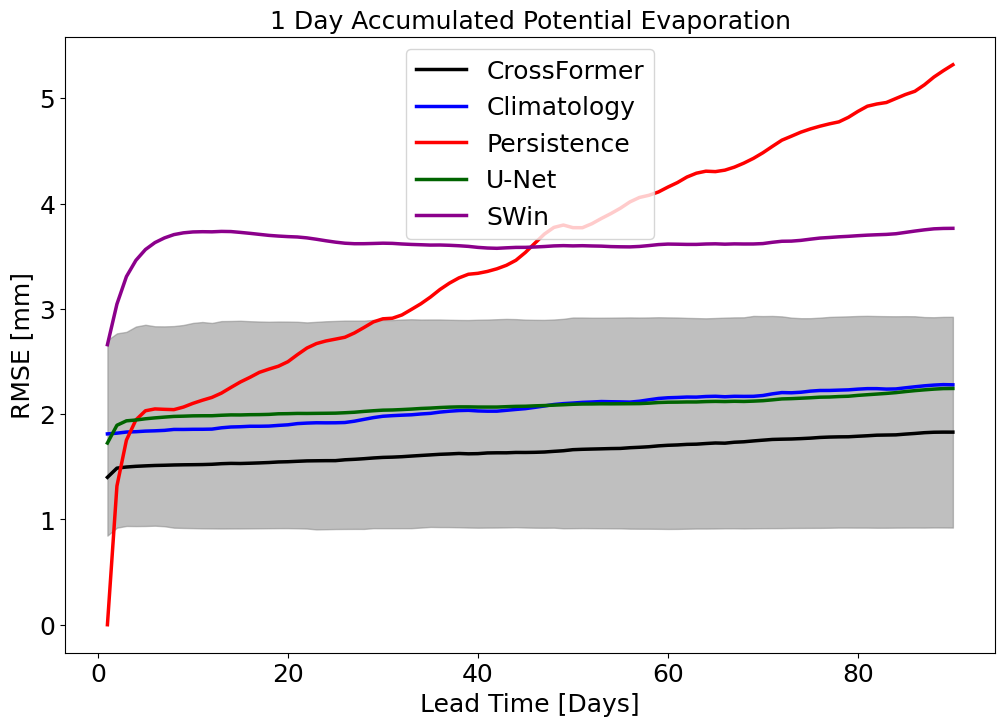 1 Day Accumulated Potential Evaporation
CrossFormer
Climatology
Persistence
U-Net
SWin
RMSE [mm]
5
4
3
2
1
0
0 20 40 60 80
Lead Time [Days]